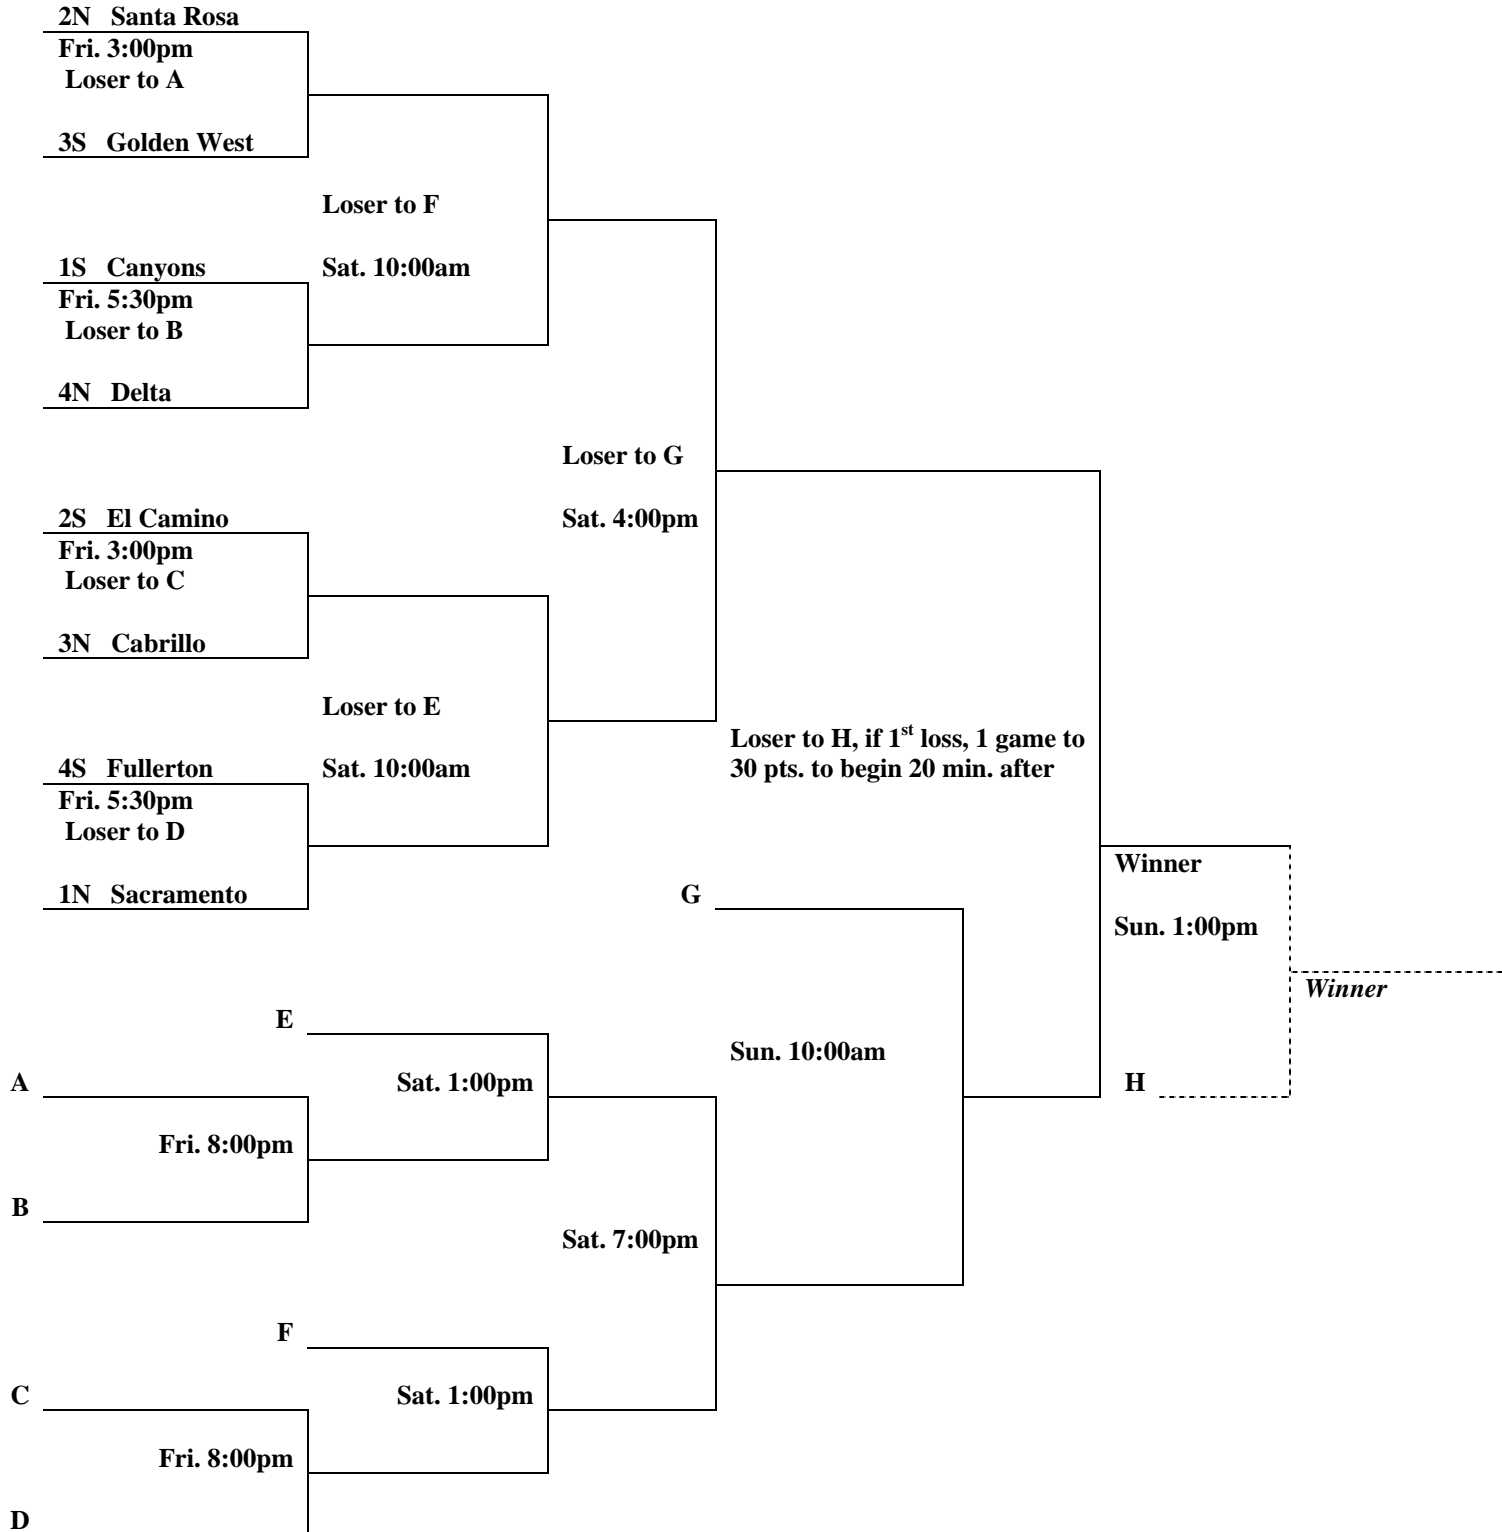 2N Santa Rosa
Fri. 3:00pm
Loser to A
3S Golden West
Loser to F
1S Canyons
Sat. 10:00am
Fri. 5:30pm
Loser to B
4N Delta
Loser to G
2S El Camino
Sat. 4:00pm
Fri. 3:00pm
Loser to C
3N Cabrillo
Loser to E
Loser to H, if 1st loss, 1 game to
30 pts. to begin 20 min. after
4S Fullerton
Sat. 10:00am
Fri. 5:30pm
Loser to D
Winner
1N Sacramento
G
Sun. 1:00pm
Winner
E
Sun. 10:00am
A
Sat. 1:00pm
H
Fri. 8:00pm
B
Sat. 7:00pm
F
C
Sat. 1:00pm
Fri. 8:00pm
D